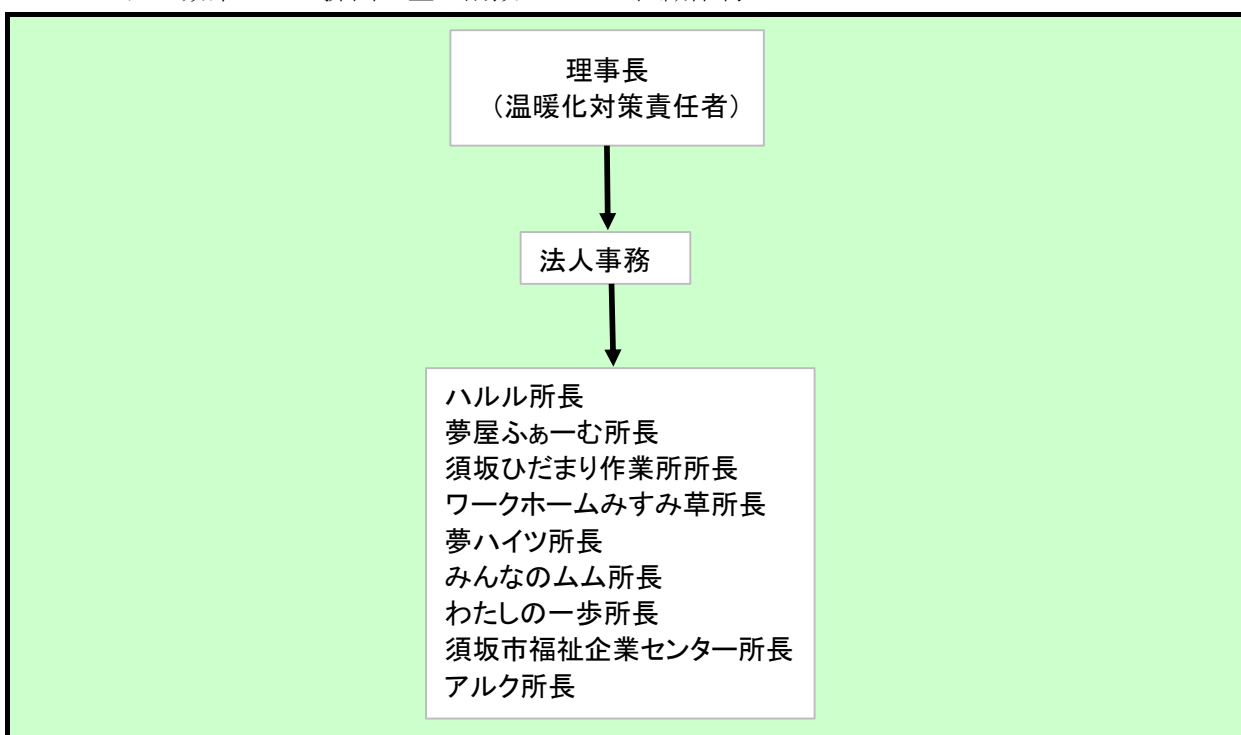 理事長
（温暖化対策責任者）
法人事務
ハルル所長
夢屋ふぁーむ所長
須坂ひだまり作業所所長
ワークホームみすみ草所長
夢ハイツ所長
みんなのムム所長
わたしの一歩所長
須坂市福祉企業センター所長
アルク所長